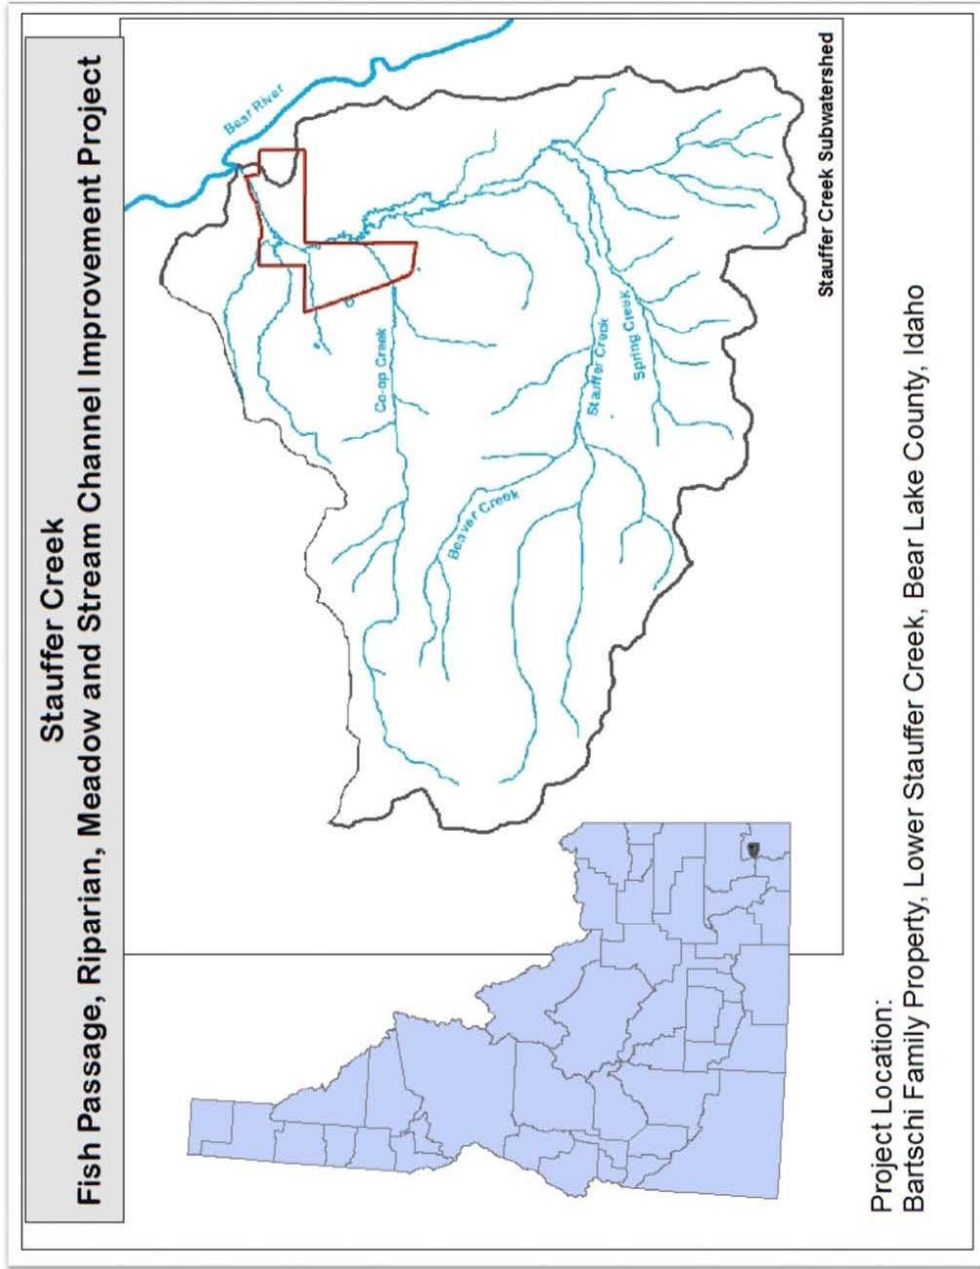 Stauffer Creek
Fish Passage, Riparian, Meadow and Stream Channel Improvement Project
Bear River
Co-op Creek
Beaver Creek
Stauffer Creek
Spring Creek
Stauffer Creek Subwatershed
Project Location:
Bartschi Family Property, Lower Stauffer Creek, Bear Lake County, Idaho